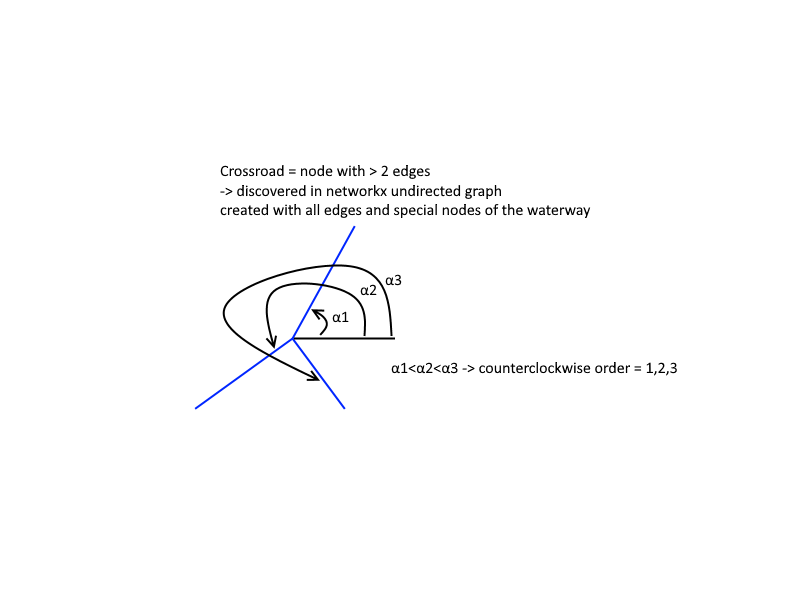 Crossroad = node with > 2 edges
-> discovered in networkx undirected graph
created with all edges and special nodes of the waterway
α3
α2
α1
α1<α2<α3 -> counterclockwise order = 1,2,3